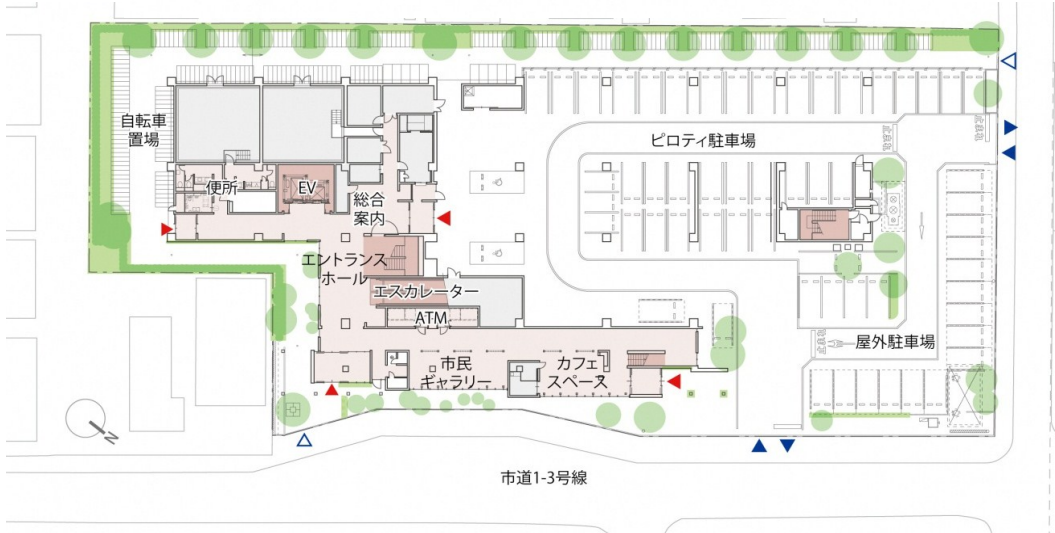 自転車
置場
便所
EV
総合
案内
ピロティ駐車場
エントランス
ホール
エスカレーター
ATM
市民
ギャラリー
カフェ
スペース
屋外駐車場
N
市道1-3号線